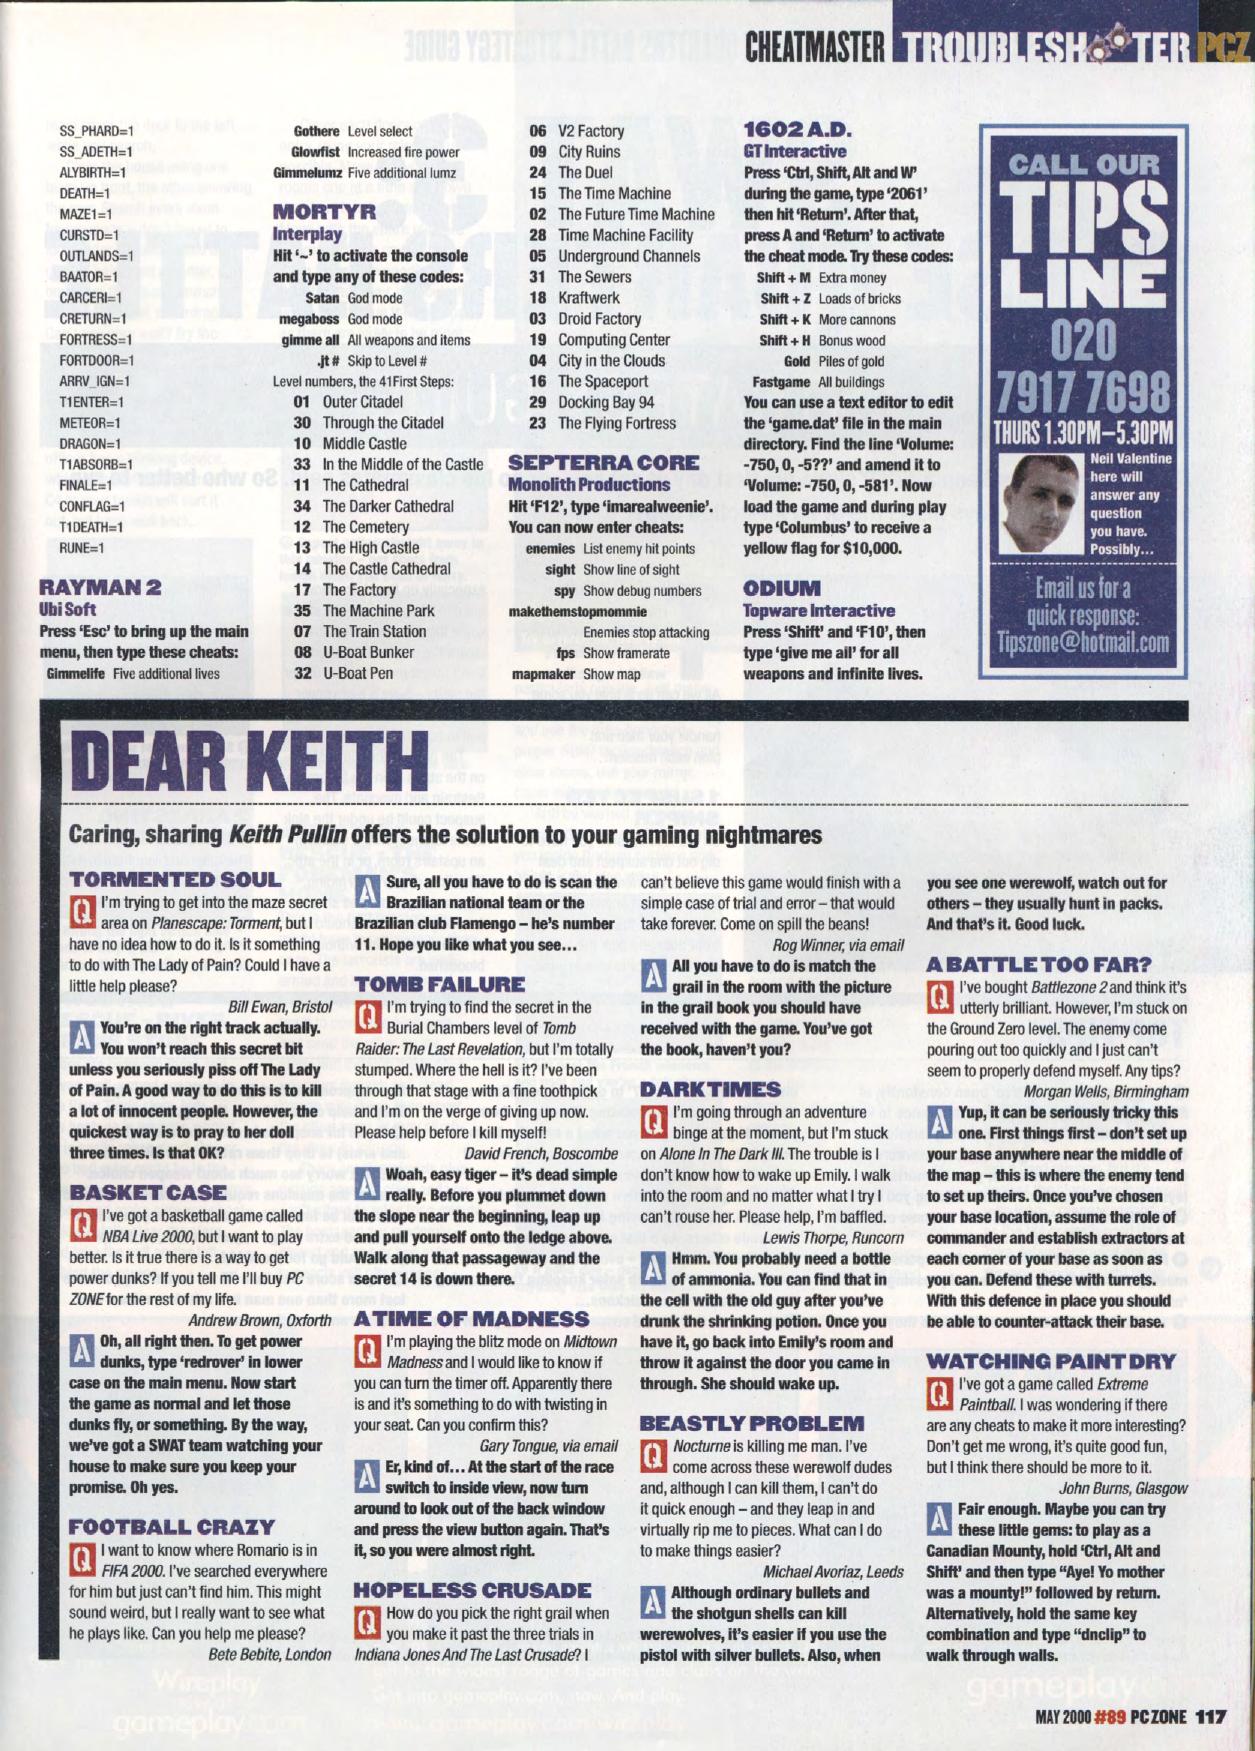 CHEATMASTER TROUBLESHOOTER PCZ
SS_PHARD=1
SS_ADETH=1
ALYBIRTH=1
DEATH=1
MAZE1=1
CURSTD=1
OUTLANDS=1
BAATOR=1
CARCERI=1
CRETURN=1
FORTRESS=1
FORTDOOR=1
ARRV_IGN=1
T1ENTER=1
METEOR=1
DRAGON=1
T1ABSORB=1
FINALE=1
CONFLAG=1
T1DEATH=1
RUNE=1
RAYMAN 2
Ubi Soft
Press ‘Esc’ to bring up the main
menu, then type these cheats:
Gimmelife Five additional lives
Gothere Level select
Glowfist Increased fire power
Gimmelumz Five additional lumz
MORTYR
Interplay
Hit ‘~’ to activate the console
and type any of these codes:
Satan God mode
megaboss God mode
gimme all All weapons and items
.jt # Skip to Level #
Level numbers, the 41First Steps:
01 Outer Citadel
30 Through the Citadel
10 Middle Castle
33 In the Middle of the Castle
11 The Cathedral
34 The Darker Cathedral
12 The Cemetery
13 The High Castle
14 The Castle Cathedral
17 The Factory
35 The Machine Park
07 The Train Station
08 U-Boat Bunker
32 U-Boat Pen
06 V2 Factory
09 City Ruins
24 The Duel
15 The Time Machine
02 The Future Time Machine
28 Time Machine Facility
05 Underground Channels
31 The Sewers
18 Kraftwerk
03 Droid Factory
19 Computing Center
04 City in the Clouds
16 The Spaceport
29 Docking Bay 94
23 The Flying Fortress
SEPTERRA CORE
Monolith Productions
Hit ‘F12’, type ‘imarealweenie’.
You can now enter cheats:
enemies List enemy hit points
sight Show line of sight
spy Show debug numbers
makethemstopmommie
Enemies stop attacking
fps Show framerate
mapmaker Show map
1602 A.D.
GT Interactive
Press ‘Ctrl, Shift, Alt and W’
during the game, type ‘2061’
then hit ‘Return’. After that,
press A and ‘Return’ to activate
the cheat mode. Try these codes:
Shift + M Extra money
Shift + Z Loads of bricks
Shift + K More cannons
Shift + H Bonus wood
Gold Piles of gold
Fastgame All buildings
You can use a text editor to edit
the ‘game.dat’ file in the main
directory. Find the line ‘Volume:
-750, 0, -5??’ and amend it to
‘Volume: -750, 0, -581’. Now
load the game and during play
type ‘Columbus’ to receive a
yellow flag for $10,000.
ODIUM
Topware Interactive
Press ‘Shift’ and ‘F10’, then
type ‘give me ail’ for all
weapons and infinite lives.
CALL OUR
TIPS
LINE
020
7917 7698
THURS 1.30PM–5.30PM
Neil Valentine
here will
answer any
question
you have.
Possibly...
Email us for a
quick response:
Tipszone@hotmail.com
DEAR KEITH
Caring, sharing Keith Pullin offers the solution to your gaming nightmares
TORMENTED SOUL
Q I’m trying to get into the maze secret
area on Planescape: Torment, but I
have no idea how to do it. Is it something
to do with The Lady of Pain? Could I have a
little help please?
Bill Ewan, Bristol
A You’re on the right track actually.
You won’t reach this secret bit
unless you seriously piss off The Lady
of Pain. A good way to do this is to kill
a lot of innocent people. However, the
quickest way is to pray to her doll
three times. Is that OK?
BASKET CASE
Q I’ve got a basketball game called
NBA Live 2000, but I want to play
better. Is it true there is a way to get
power dunks? If you tell me I’ll buy PC
ZONE for the rest of my life.
Andrew Brown, Oxforth
A Oh, all right then. To get power
dunks, type ‘redrover’ in lower
case on the main menu. Now start
the game as normal and let those
dunks fly, or something. By the way,
we’ve got a SWAT team watching your
house to make sure you keep your
promise. Oh yes.
FOOTBALL CRAZY
Q I want to know where Romario is in
FIFA 2000. I’ve searched everywhere
for him but just can’t find him. This might
sound weird, but I really want to see what
he plays like. Can you help me please?
Bete Bebite, London
A Sure, all you have to do is scan the
Brazilian national team or the
Brazilian club Flamengo – he’s number
11. Hope you like what you see...
TOMB FAILURE
Q I’m trying to find the secret in the
Burial Chambers level of Tomb
Raider: The Last Revelation, but I’m totally
stumped. Where the hell is it? I’ve been
through that stage with a fine toothpick
and I’m on the verge of giving up now.
Please help before I kill myself!
David French, Boscombe
A Woah, easy tiger – it’s dead simple
really. Before you plummet down
the slope near the beginning, leap up
and pull yourself onto the ledge above.
Walk along that passageway and the
secret 14 is down there.
A TIME OF MADNESS
Q I’m playing the blitz mode on Midtown
Madness and I would like to know if
you can turn the timer off. Apparently there
is and it’s something to do with twisting in
your seat. Can you confirm this?
Gary Tongue, via email
A Er, kind of... At the start of the race
switch to inside view, now turn
around to look out of the back window
and press the view button again. That’s
it, so you were almost right.
HOPELESS CRUSADE
Q How do you pick the right grail when
you make it past the three trials in
Indiana Jones And The Last Crusade? I
can’t believe this game would finish with a
simple case of trial and error – that would
take forever. Come on spill the beans!
Rog Winner, via email
A All you have to do is match the
grail in the room with the picture
in the grail book you should have
received with the game. You’ve got
the book, haven’t you?
DARK TIMES
Q I’m going through an adventure
binge at the moment, but I’m stuck
on Alone In The Dark III. The trouble is I
don’t know how to wake up Emily. I walk
into the room and no matter what I try I
can’t rouse her. Please help, I’m baffled.
Lewis Thorpe, Runcorn
A Hmm. You probably need a bottle
of ammonia. You can find that in
the cell with the old guy after you’ve
drunk the shrinking potion. Once you
have it, go back into Emily’s room and
throw it against the door you came in
through. She should wake up.
BEASTLY PROBLEM
Q Nocturne is killing me man. I’ve
come across these werewolf dudes
and, although I can kill them, I can’t do
it quick enough – and they leap in and
virtually rip me to pieces. What can I do
to make things easier?
Michael Avoriaz, Leeds
A Although ordinary bullets and
the shotgun shells can kill
werewolves, it’s easier if you use the
pistol with silver bullets. Also, when
you see one werewolf, watch out for
others – they usually hunt in packs.
And that’s it. Good luck.
A BATTLE TOO FAR?
Q I’ve bought Battlezone 2 and think it’s
utterly brilliant. However, I’m stuck on
the Ground Zero level. The enemy come
pouring out too quickly and I just can’t
seem to properly defend myself. Any tips?
Morgan Wells, Birmingham
A Yup, it can be seriously tricky this
one. First things first – don’t set up
your base anywhere near the middle of
the map – this is where the enemy tend
to set up theirs. Once you’ve chosen
your base location, assume the role of
commander and establish extractors at
each corner of your base as soon as
you can. Defend these with turrets.
With this defence in place you should
be able to counter-attack their base.
WATCHING PAINT DRY
Q I’ve got a game called Extreme
Paintball. I was wondering if there
are any cheats to make it more interesting?
Don’t get me wrong, it’s quite good fun,
but I think there should be more to it.
John Burns, Glasgow
A Fair enough. Maybe you can try
these little gems: to play as a
Canadian Mounty, hold ‘Ctrl, Alt and
Shift’ and then type “Aye! Yo mother
was a mounty!” followed by return.
Alternatively, hold the same key
combination and type “dnclip” to
walk through walls.
MAY 2000 #89 PC ZONE 117